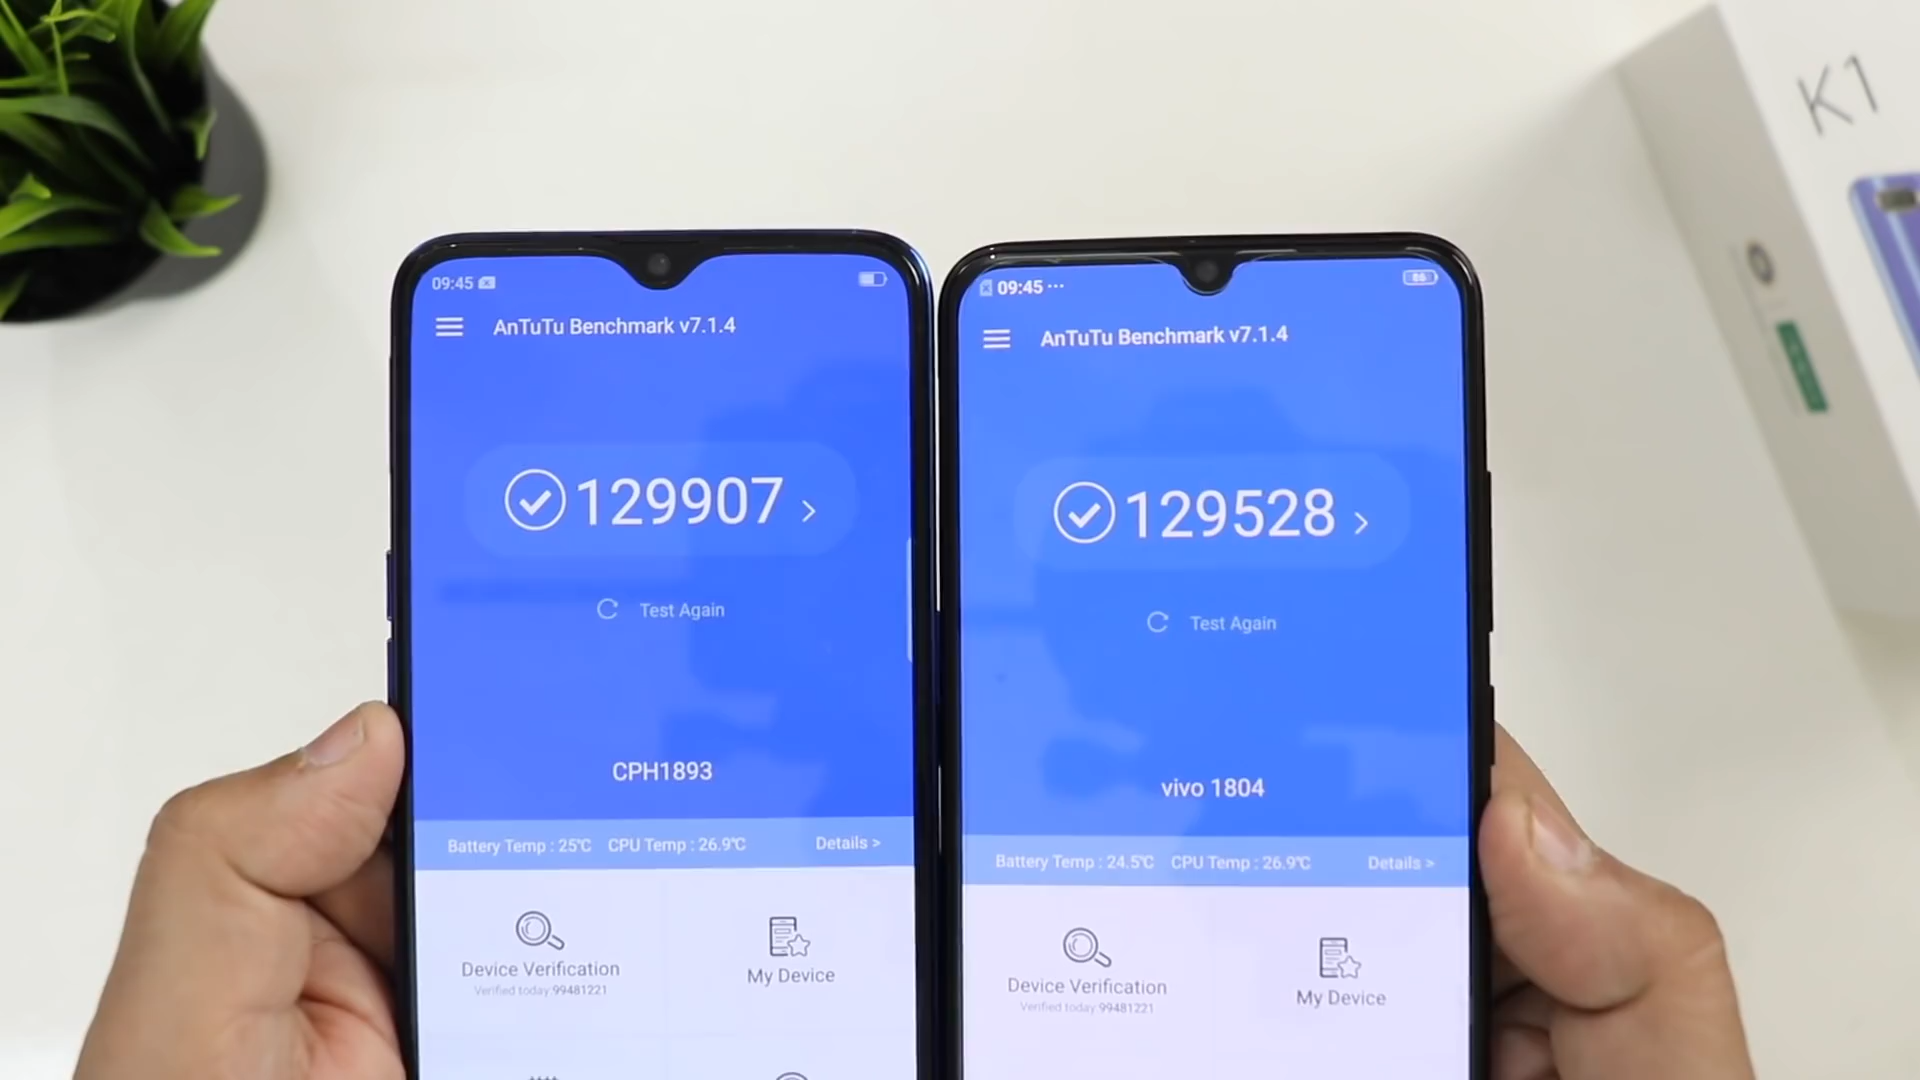 K1
09:45
AnTuTu Benchmark v7.1.4
129907
Test Again
CPH1893
Battery Temp : 25℃ CPU Temp : 26.9℃ Details >
Device Verification
Verified today 99481221
My Device
09:45 ...
86
AnTuTu Benchmark v7.1.4
129528
Test Again
vivo 1804
Battery Temp : 24.5℃ CPU Temp : 26.9℃ Details >
Device Verification
Verified today 99481221
My Device